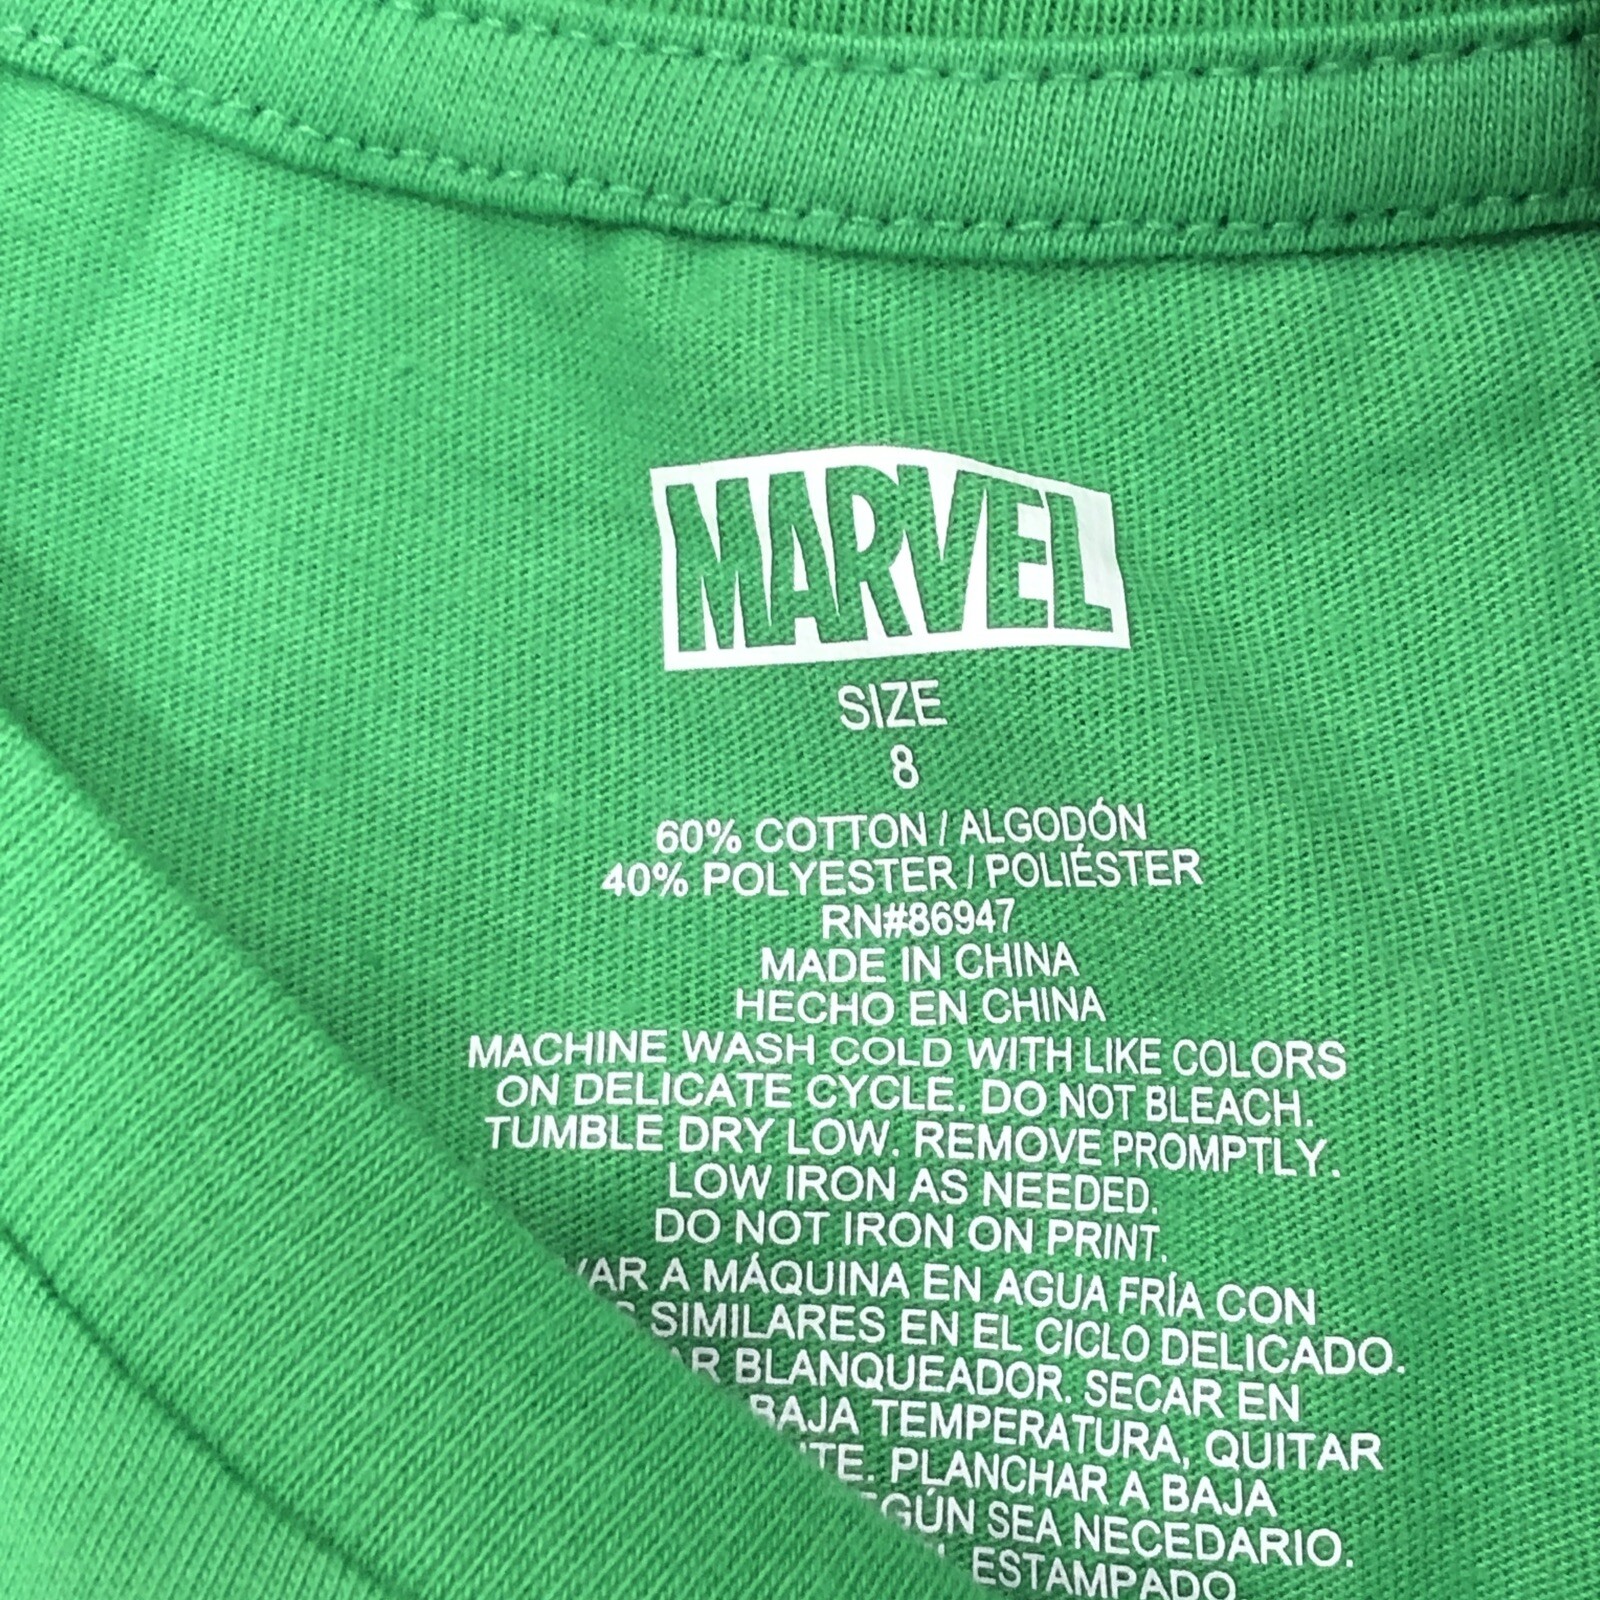 MARVEL
SIZE
8
60% COTTON / ALGODÓN
40% POLYESTER / POLIÉSTER
RN#86947
MADE IN CHINA
HECHO EN CHINA
MACHINE WASH COLD WITH LIKE COLORS
ON DELICATE CYCLE. DO NOT BLEACH.
TUMBLE DRY LOW. REMOVE PROMPTLY.
LOW IRON AS NEEDED.
DO NOT IRON ON PRINT.
A MÁQUINA EN AGUA FRÍA CON
SIMILARES EN EL CICLO DELICADO.
BLANQUEADOR. SECAR EN
BAJA TEMPERATURA, QUITAR
PLANCHAR A BAJA
SEA NECEDARIO.
ESTAMPADO